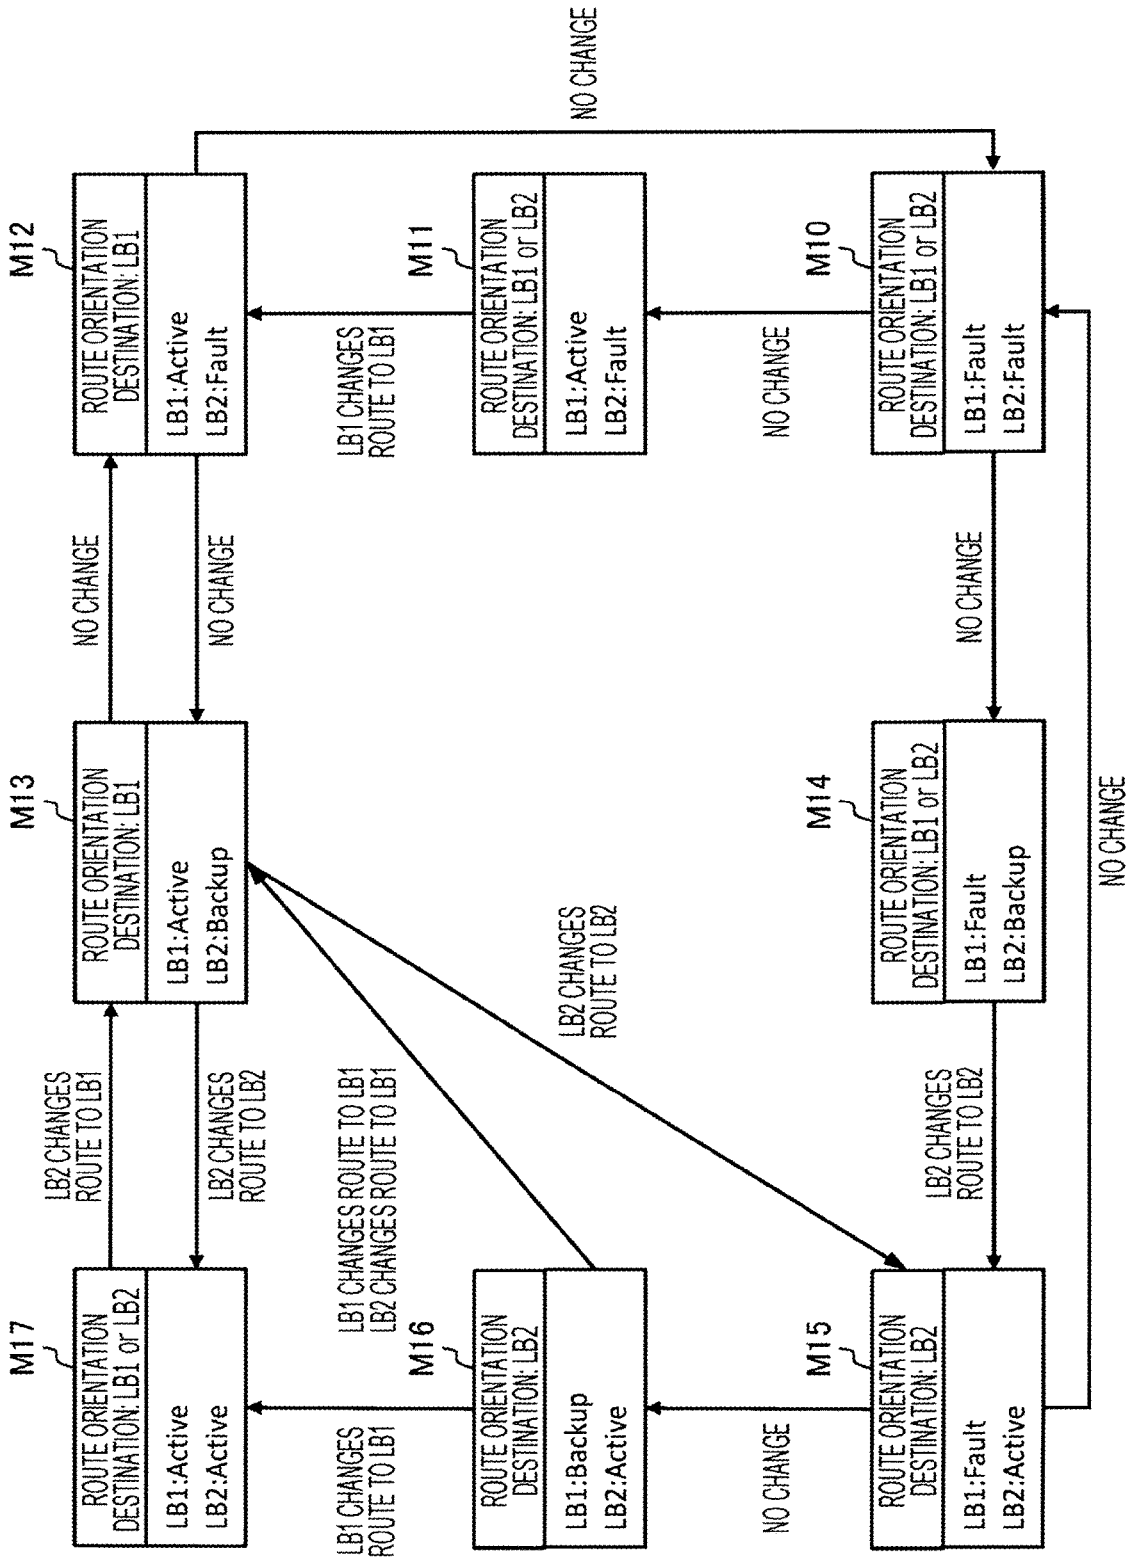 M17
ROUTE ORIENTATION
DESTINATION: LB1 or LB2
LB1:Active
LB2:Active
LB2 CHANGES
ROUTE TO LB1
LB2 CHANGES
ROUTE TO LB2
M13
ROUTE ORIENTATION
DESTINATION: LB1
LB1:Active
LB2:Backup
NO CHANGE
NO CHANGE
M12
ROUTE ORIENTATION
DESTINATION: LB1
LB1:Active
LB2:Fault
LB1 CHANGES
ROUTE TO LB1
LB1 CHANGES ROUTE TO LB1
LB2 CHANGES ROUTE TO LB1
LB1 CHANGES
ROUTE TO LB1
M16
ROUTE ORIENTATION
DESTINATION: LB2
LB1:Backup
LB2:Active
LB2 CHANGES
ROUTE TO LB2
M11
ROUTE ORIENTATION
DESTINATION: LB1 or LB2
LB1:Active
LB2:Fault
NO CHANGE
NO CHANGE
NO CHANGE
M15
ROUTE ORIENTATION
DESTINATION: LB2
LB1:Fault
LB2:Active
LB2 CHANGES
ROUTE TO LB2
M14
ROUTE ORIENTATION
DESTINATION: LB1 or LB2
LB1:Fault
LB2:Backup
NO CHANGE
M10
ROUTE ORIENTATION
DESTINATION: LB1 or LB2
LB1:Fault
LB2:Fault
NO CHANGE